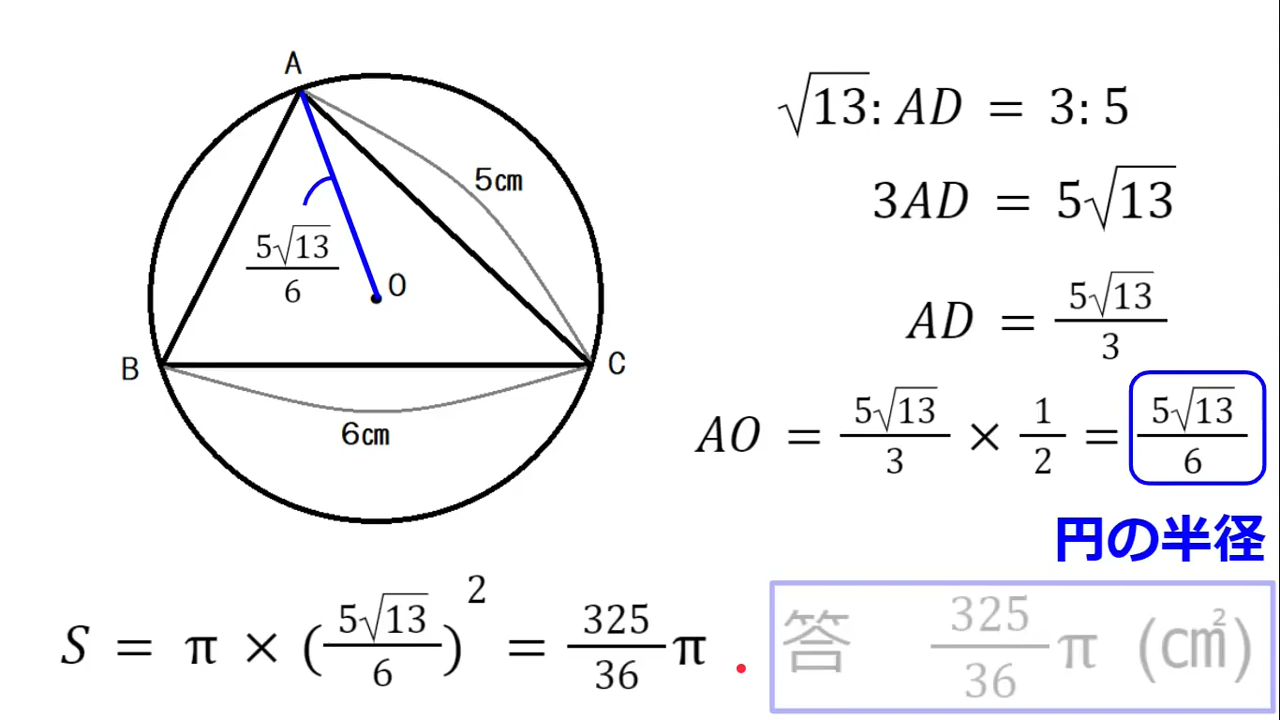 A
5㎝
5√13/6
O
B
C
6㎝
√13:AD = 3:5
3AD = 5√13
AD = 5√13/3
AO = 5√13/3 × 1/2 = 5√13/6
円の半径
S = π × (5√13/6)² = 325/36 π
答 325/36 π (㎠)